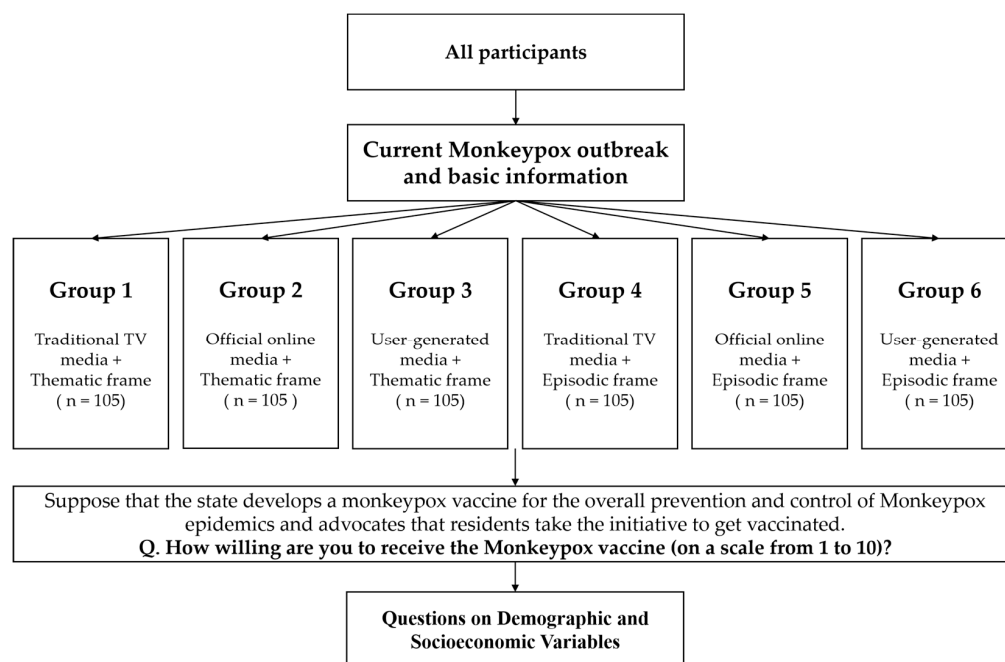 All participants
Current Monkeypox outbreak
and basic information
Group 1
Traditional TV
media +
Thematic frame
( n = 105)
Group 2
Official online
media +
Thematic frame
( n = 105 )
Group 3
User-generated
media +
Thematic frame
( n = 105)
Group 4
Traditional TV
media +
Episodic frame
( n = 105)
Group 5
Official online
media +
Episodic frame
( n = 105)
Group 6
User-generated
media +
Episodic frame
( n = 105)
Suppose that the state develops a monkeypox vaccine for the overall prevention and control of Monkeypox
epidemics and advocates that residents take the initiative to get vaccinated.
Q. How willing are you to receive the Monkeypox vaccine (on a scale from 1 to 10)?
Questions on Demographic and
Socioeconomic Variables